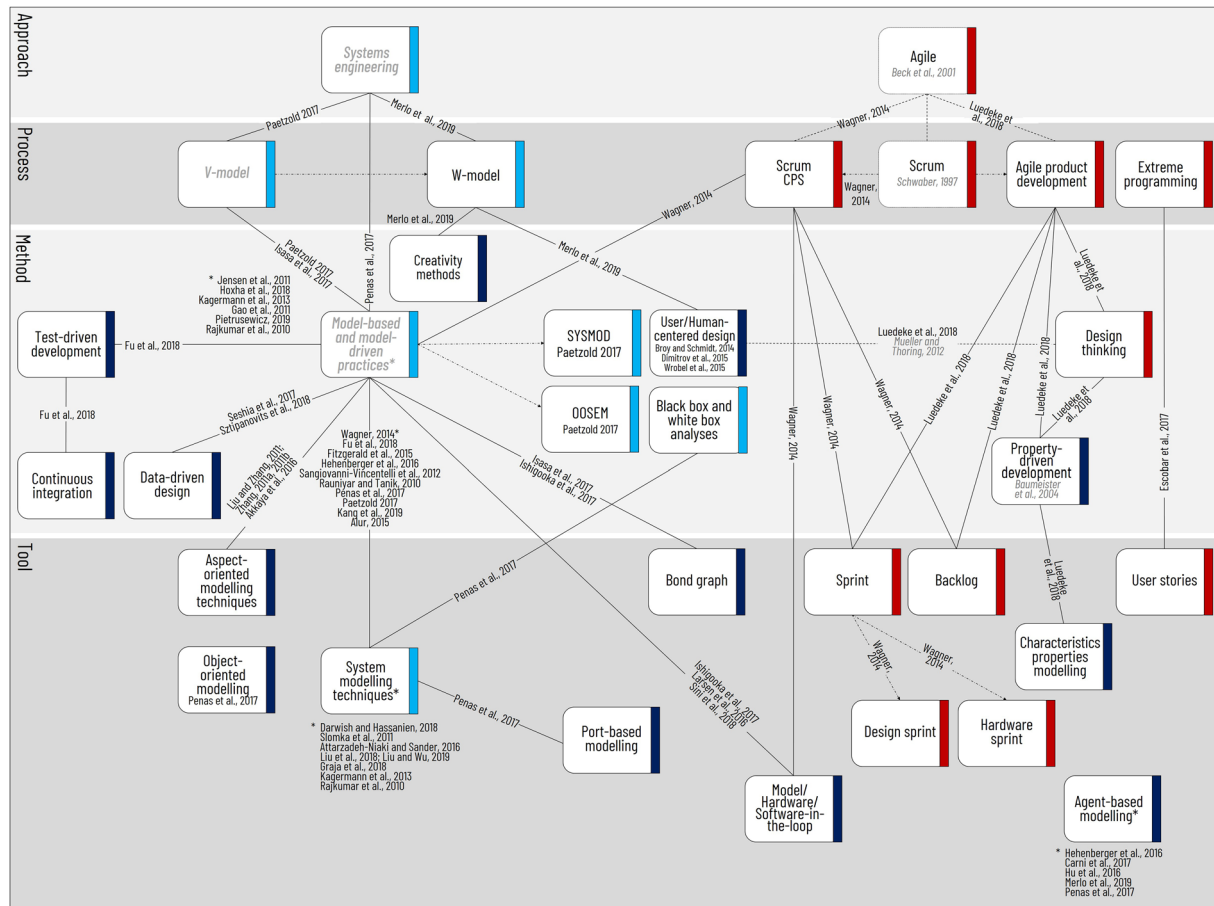 Approach
Systems
engineering
Agile
Beck et al., 2001
Paetzold 2017
Merlo et al., 2019
Wagner, 2014
Luedeke et
al., 2018
Process
V-model
W-model
Scrum
CPS
Scrum
Schwaber, 1997
Agile product
development
Extreme
programming
Wagner,
2014
Merlo et al., 2019
Wagner, 2014
Penas et al., 2017
Method
Paetzold 2017
Isasa et al., 2017
Creativity
methods
Merlo et al., 2019
Luedeke et
al., 2018
* Jensen et al., 2011
Hoxha et al., 2018
Kagermann et al., 2013
Gao et al., 2011
Pietrusewicz, 2019
Rajkumar et al., 2010
Test-driven
development
Fu et al., 2018
Model-based
and model-
driven
practices*
SYSMOD
Paetzold 2017
User/Human-
centered design
Broy and Schmidt, 2014
Dimitrov et al., 2015
Wrobel et al., 2015
Luedeke et al., 2018
Mueller and
Thoring, 2012
Design
thinking
Fu et al., 2018
Seshia et al., 2017
Sztipanovits et al., 2018
OOSEM
Paetzold 2017
Black box and
white box
analyses
Wagner, 2014
Wagner, 2014
Wagner, 2014
Luedeke et al., 2018
Luedeke et al., 2018
Luedeke et al., 2018
Luedeke et
al., 2018
Escobar et al., 2017
Continuous
integration
Data-driven
design
Liu and Zhang, 2011;
Zhang, 2011a, 2011b
Akkaya et al., 2016
Wagner, 2014*
Fu et al., 2018
Fitzgerald et al., 2015
Hehenberger et al., 2016
Sangiovanni-Vincentelli et al., 2012
Rauniyar and Tanik, 2010
Penas et al., 2017
Paetzold 2017
Kang et al., 2019
Alur, 2015
Isasa et al., 2017
Ishigooka et al., 2017
Property-driven
development
Baumeister
et al., 2004
Tool
Aspect-
oriented
modelling
techniques
Penas et al., 2017
Bond graph
Sprint
Backlog
Luedeke
et al., 2018
User stories
Object-
oriented
modelling
Penas et al., 2017
System
modelling
techniques*
Penas et al., 2017
Port-based
modelling
Ishigooka et al., 2017
Larsen et al., 2016
Sini et al., 2018
Wagner,
2014
Wagner,
2014
Characteristics
properties
modelling
Design sprint
Hardware
sprint
* Darwish and Hassanien, 2018
Slomka et al., 2011
Attarzadeh-Niaki and Sander, 2016
Liu et al., 2018; Liu and Wu, 2019
Graja et al., 2018
Kagermann et al., 2013
Rajkumar et al., 2010
Model/
Hardware/
Software-in-
the-loop
Agent-based
modelling*
* Hehenberger et al., 2016
Carni et al., 2017
Hu et al., 2016
Merlo et al., 2019
Penas et al., 2017